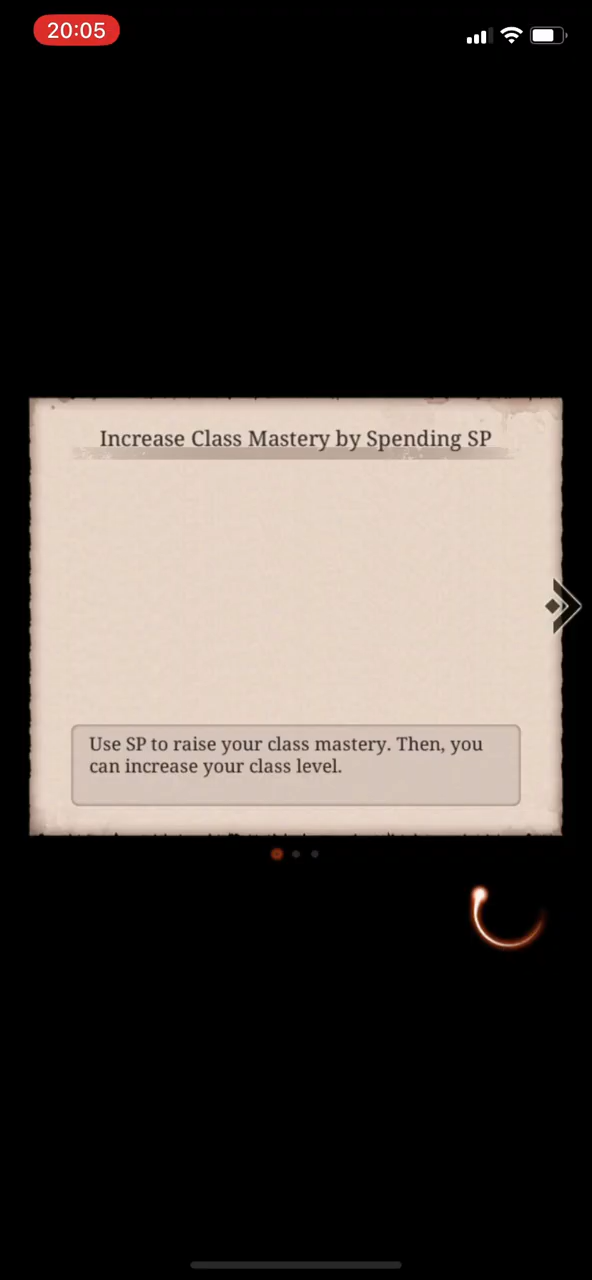 20:05
Increase Class Mastery by Spending SP
Use SP to raise your class mastery. Then, you
can increase your class level.